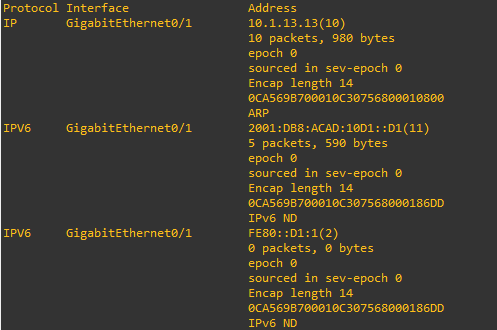 Protocol Interface Address
IP GigabitEthernet0/1 10.1.13.13(10)
10 packets, 980 bytes
epoch 0
sourced in sev-epoch 0
Encap length 14
0CA569B700010C30756800010800
ARP
IPV6 GigabitEthernet0/1 2001:DB8:ACAD:10D1::D1(11)
5 packets, 590 bytes
epoch 0
sourced in sev-epoch 0
Encap length 14
0CA569B700010C307568000186DD
IPv6 ND
IPV6 GigabitEthernet0/1 FE80::D1:1(2)
0 packets, 0 bytes
epoch 0
sourced in sev-epoch 0
Encap length 14
0CA569B700010C307568000186DD
IPv6 ND